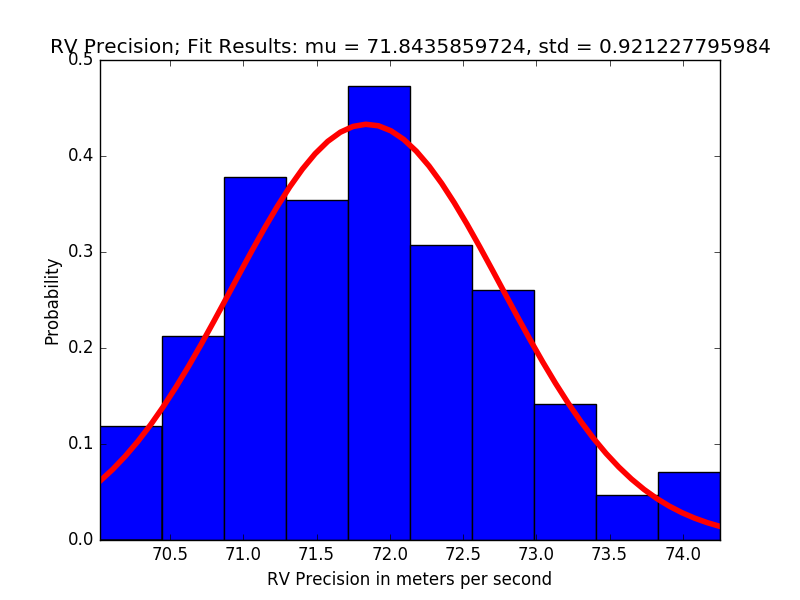 RV Precision; Fit Results: mu = 71.8435859724, std = 0.921227795984
0.5
0.4
0.3
0.2
0.1
0.0
Probability
70.5 71.0 71.5 72.0 72.5 73.0 73.5 74.0
RV Precision in meters per second